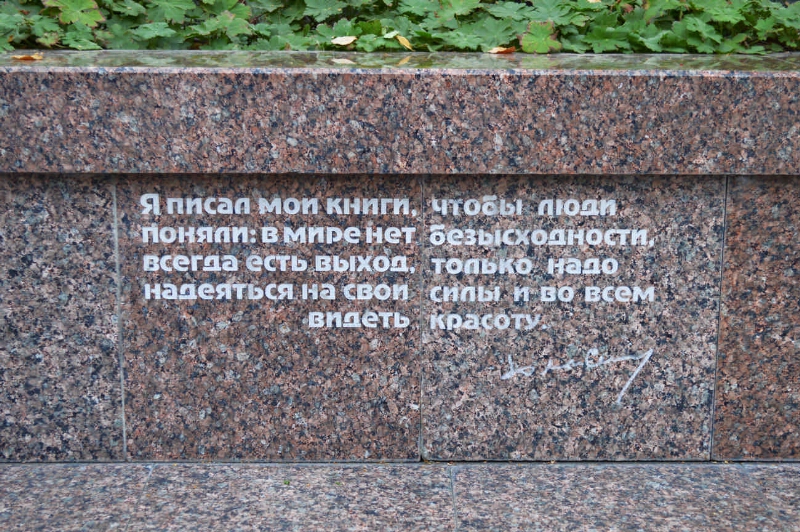 Я писал мои книги, чтобы люди
поняли: в мире нет безысходности,
всегда есть выход, только надо
надеяться на свои силы и во всем
видеть красоту.